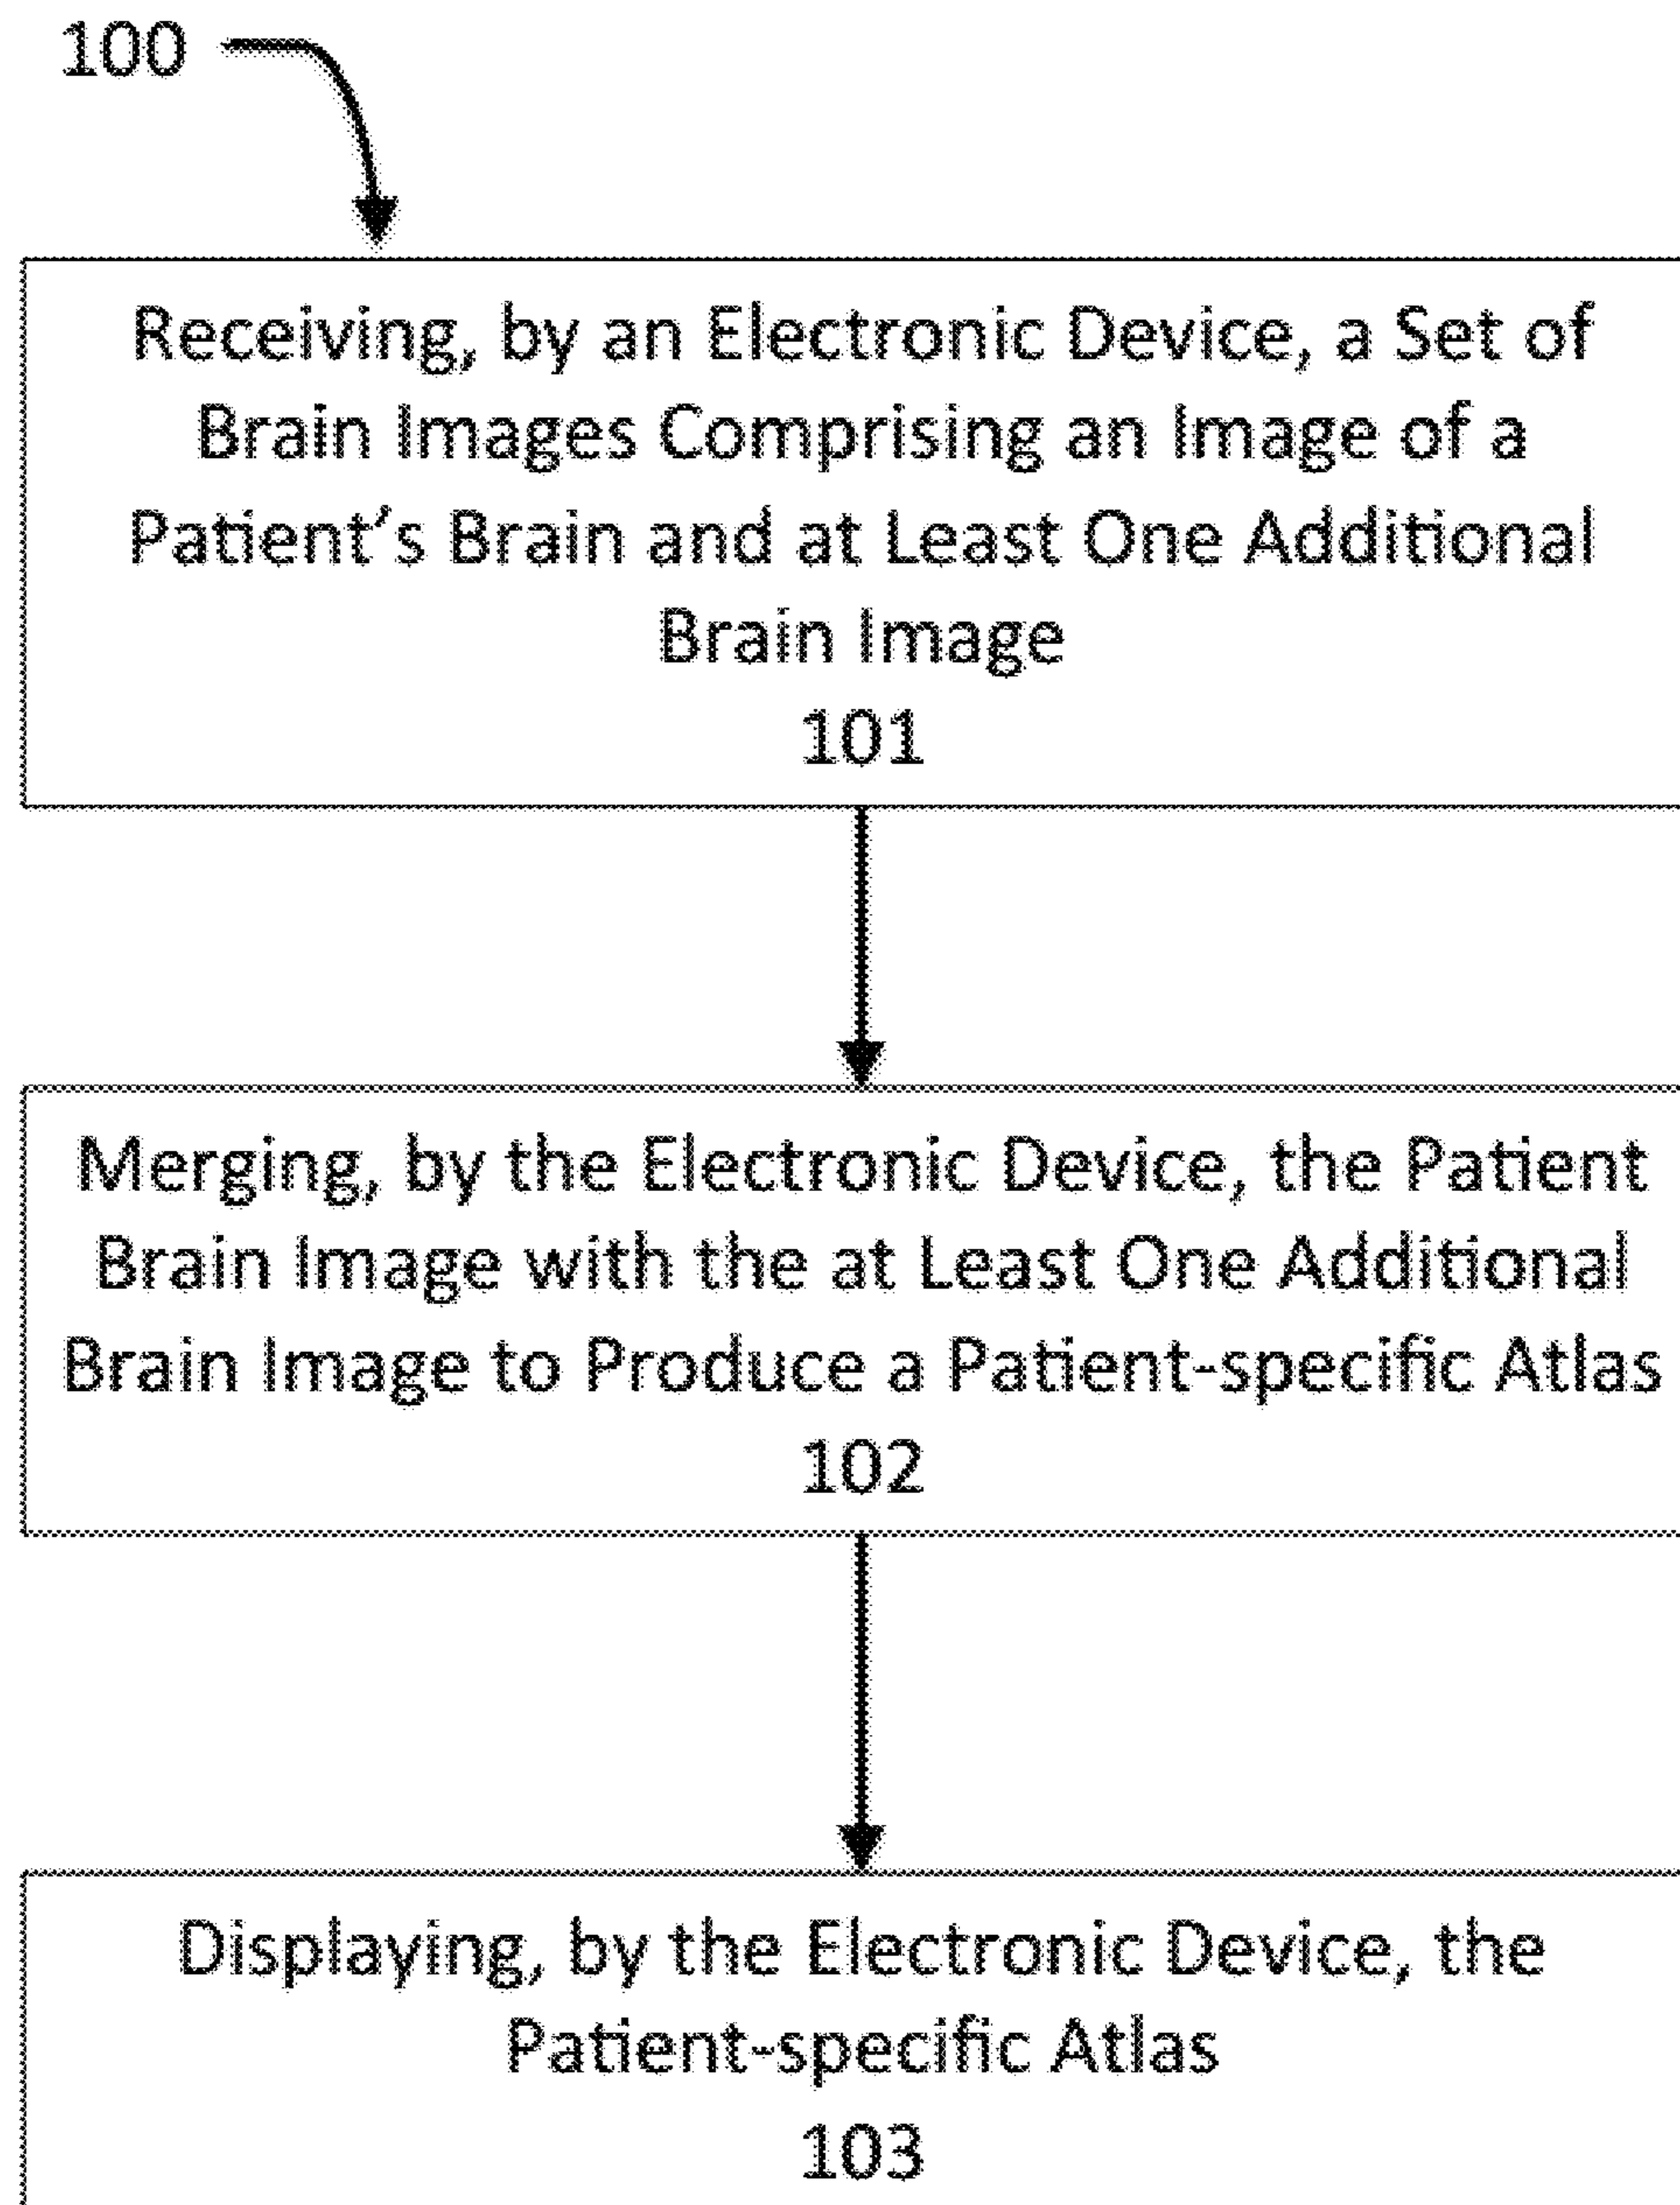 100
Receiving, by an Electronic Device, a Set of
Brain Images Comprising an Image of a
Patient's Brain and at Least One Additional
Brain Image
101
Merging, by the Electronic Device, the Patient
Brain Image with the at Least One Additional
Brain Image to Produce a Patient-specific Atlas
102
Displaying, by the Electronic Device, the
Patient-specific Atlas
103